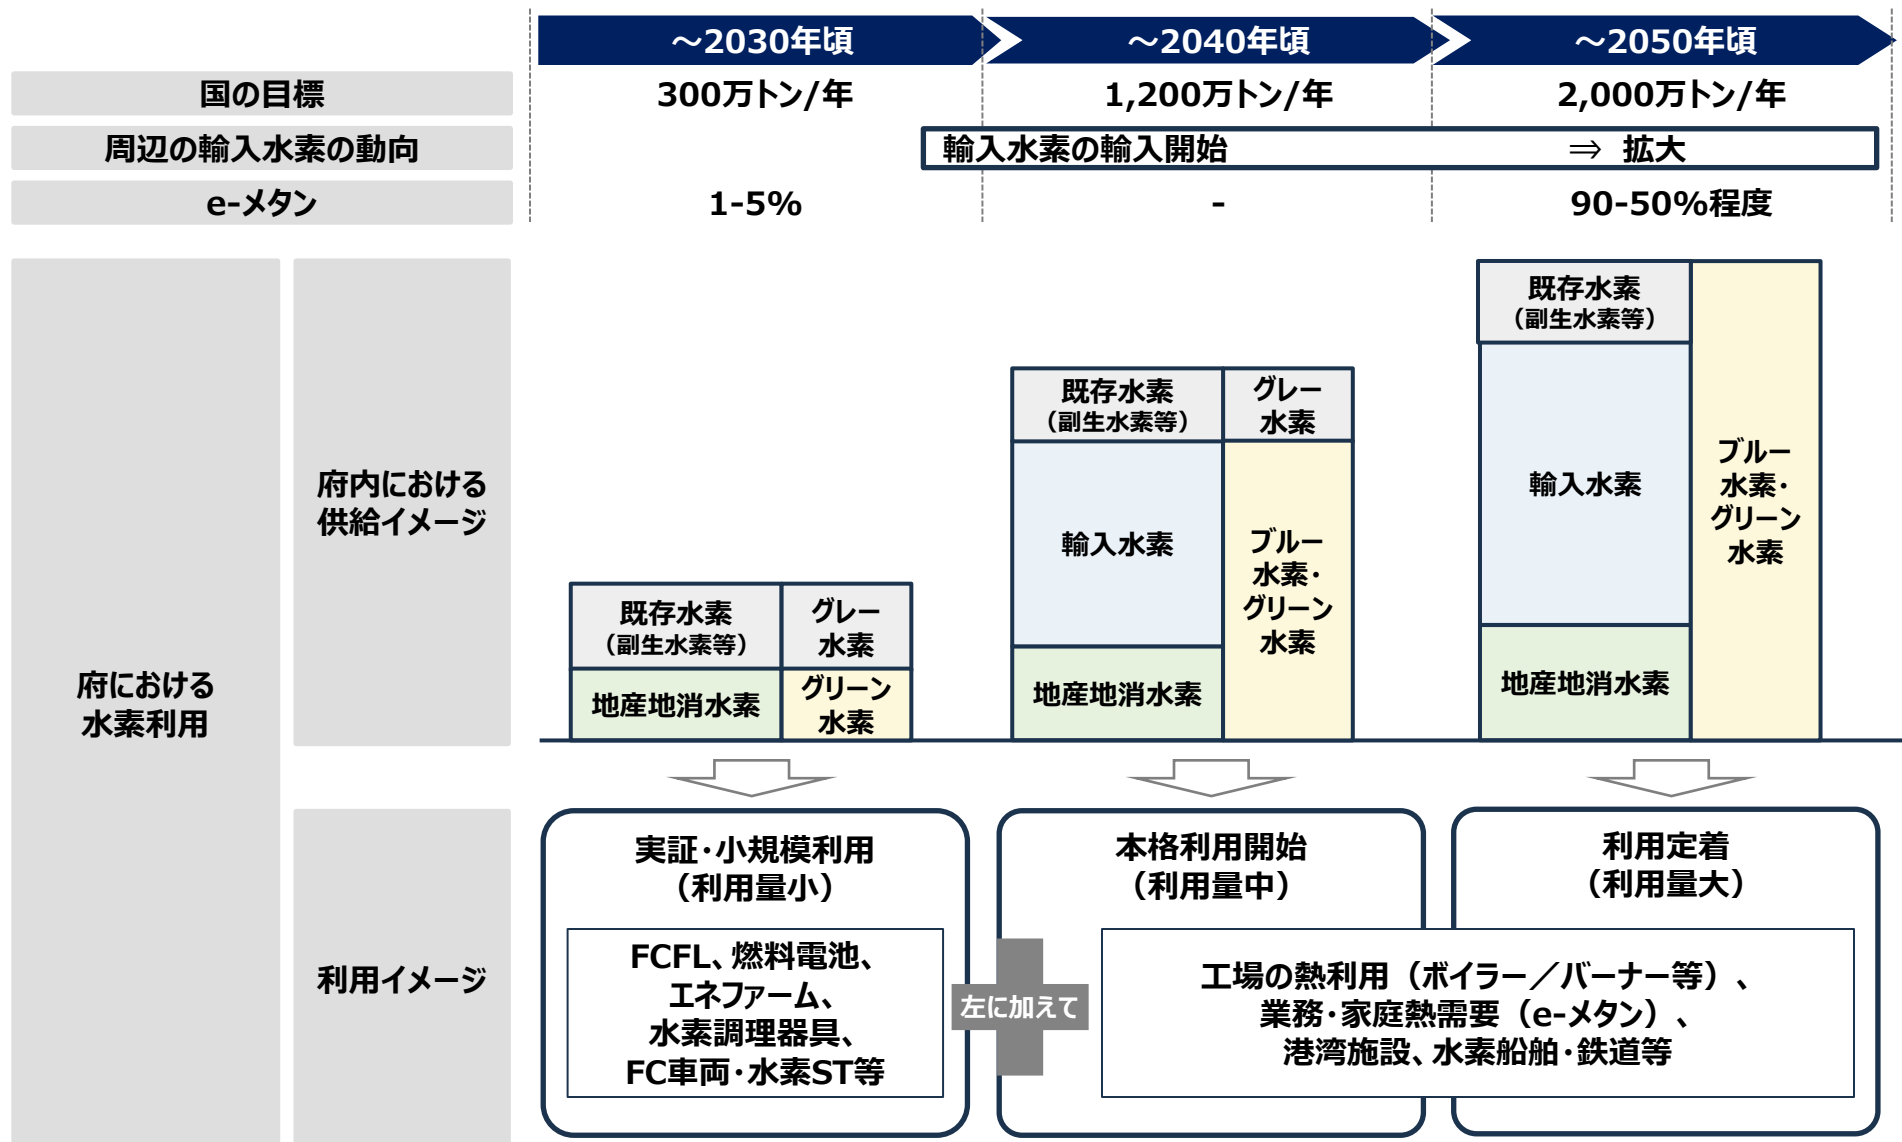 ～2030年頃
～2040年頃
～2050年頃
国の目標
300万トン/年
1,200万トン/年
2,000万トン/年
周辺の輸入水素の動向
輸入水素の輸入開始
⇒ 拡大
e-メタン
1-5%
-
90-50%程度
府における
水素利用
府内における
供給イメージ
既存水素
（副生水素等）
グレー
水素
地産地消水素
グリーン
水素
既存水素
（副生水素等）
グレー
水素
輸入水素
ブルー
水素・
グリーン
水素
地産地消水素
既存水素
（副生水素等）
輸入水素
ブルー
水素・
グリーン
水素
地産地消水素
利用イメージ
実証・小規模利用
（利用量小）
FCFL、燃料電池、
エネファーム、
水素調理器具、
FC車両・水素ST等
左に加えて
本格利用開始
（利用量中）
利用定着
（利用量大）
工場の熱利用（ボイラー／バーナー等）、
業務・家庭熱需要（e-メタン）、
港湾施設、水素船舶・鉄道等